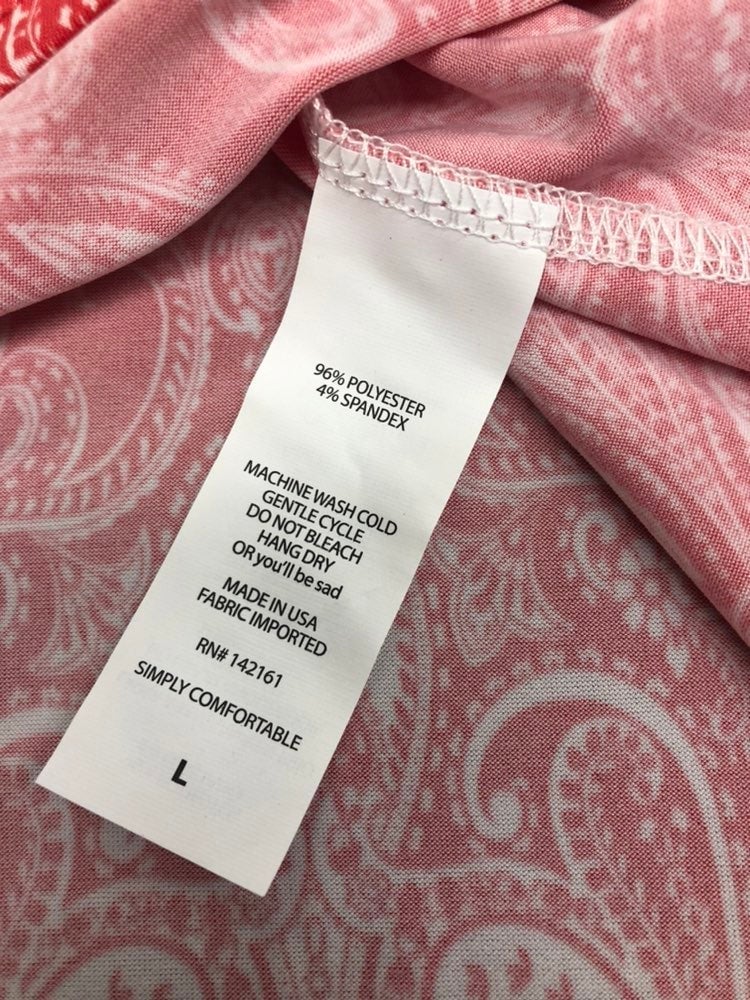 96% POLYESTER
4% SPANDEX
MACHINE WASH COLD
GENTLE CYCLE
DO NOT BLEACH
HANG DRY
OR you'll be sad
MADE IN USA
FABRIC IMPORTED
RN# 142161
SIMPLY COMFORTABLE
L